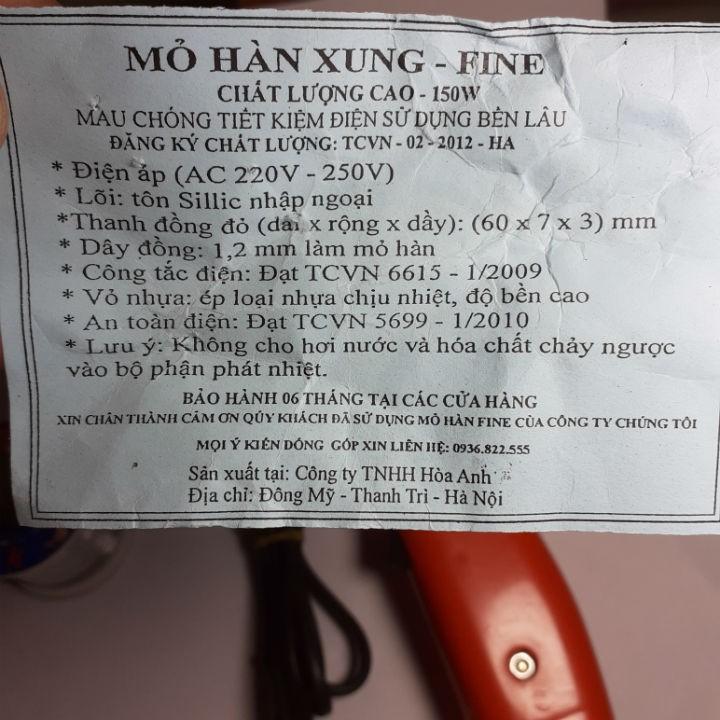 MỎ HÀN XUNG - FINE
CHẤT LƯỢNG CAO - 150W
MAU CHÓNG TIẾT KIỆM ĐIỆN SỬ DỤNG BỀN LÂU
ĐĂNG KÝ CHẤT LƯỢNG: TCVN - 02 - 2012 - HA
* Điện áp (AC 220V - 250V)
* Lõi: tôn Sillic nhập ngoại
*Thanh đồng đỏ (dài x rộng x dầy): (60 x 7 x 3) mm
* Dây đồng: 1,2 mm làm mỏ hàn
* Công tắc điện: Đạt TCVN 6615 - 1/2009
* Vỏ nhựa: ép loại nhựa chịu nhiệt, độ bền cao
* An toàn điện: Đạt TCVN 5699 - 1/2010
* Lưu ý: Không cho hơi nước và hóa chất chảy ngược
vào bộ phận phát nhiệt.
BẢO HÀNH 06 THÁNG TẠI CÁC CỬA HÀNG
XIN CHÂN THÀNH CẢM ƠN QÚY KHÁCH ĐÃ SỬ DỤNG MỎ HÀN FINE CỦA CÔNG TY CHÚNG TÔI
MỌI Ý KIẾN ĐÓNG GÓP XIN LIÊN HỆ: 0936.822.555
Sản xuất tại: Công ty TNHH Hòa Anh
Địa chỉ: Đông Mỹ - Thanh Trì - Hà Nội